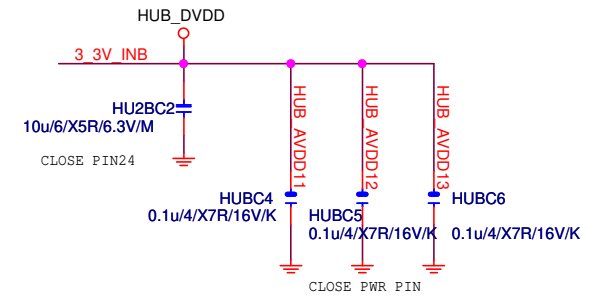 HUB_DVDD
3_3V_INB
HU2BC2
10u/6/X5R/6.3V/M
CLOSE PIN24
HUB_AVDD11
HUB_AVDD12
HUB_AVDD13
HUBC4
0.1u/4/X7R/16V/K
HUBC5
0.1u/4/X7R/16V/K
HUBC6
0.1u/4/X7R/16V/K
CLOSE PWR PIN